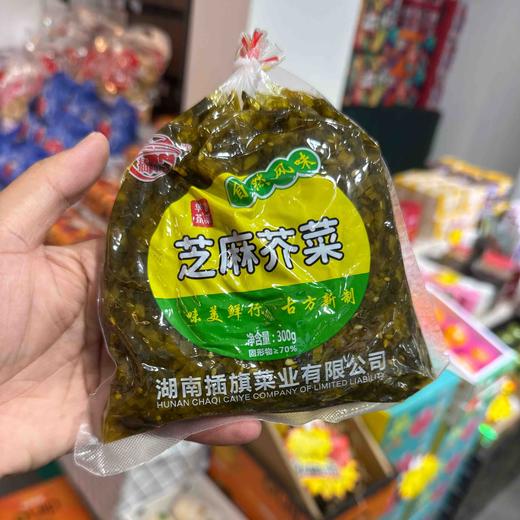 自然风味
芝麻芥菜
味美鲜行 古方新制
净含量：300g
固形物≥70%
湖南插旗菜业有限公司
HUNAN CHAQI CAIYE COMPANY OF LIMITED LIABILITY